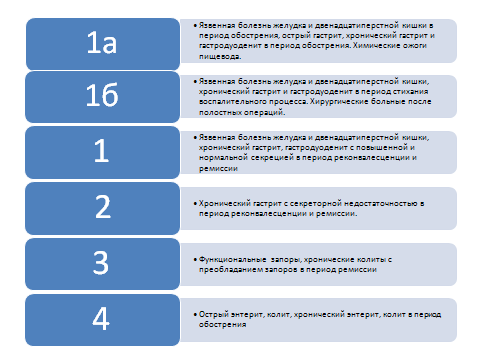 1а
• Язвенная болезнь желудка и двенадцатиперстной кишки в
период обострения, острый гастрит, хронический гастрит и
гастродуоденит в период обострения. Химические ожоги
пищевода.
1б
• Язвенная болезнь желудка и двенадцатиперстной кишки,
хронический гастрит и гастродуоденит в период стихания
воспалительного процесса. Хирургические больные после
полостных операций.
1
• Язвенная болезнь желудка и двенадцатиперстной кишки,
хронический гастрит, гастродуоденит с повышенной и
нормальной секрецией в период реконвалесценции и
ремиссии
2
• Хронический гастрит с секреторной недостаточностью в
период реконвалесценции и ремиссии.
3
• Функциональные запоры, хронические колиты с
преобладанием запоров в период ремиссии
4
• Острый энтерит, колит, хронический энтерит, колит в период
обострения